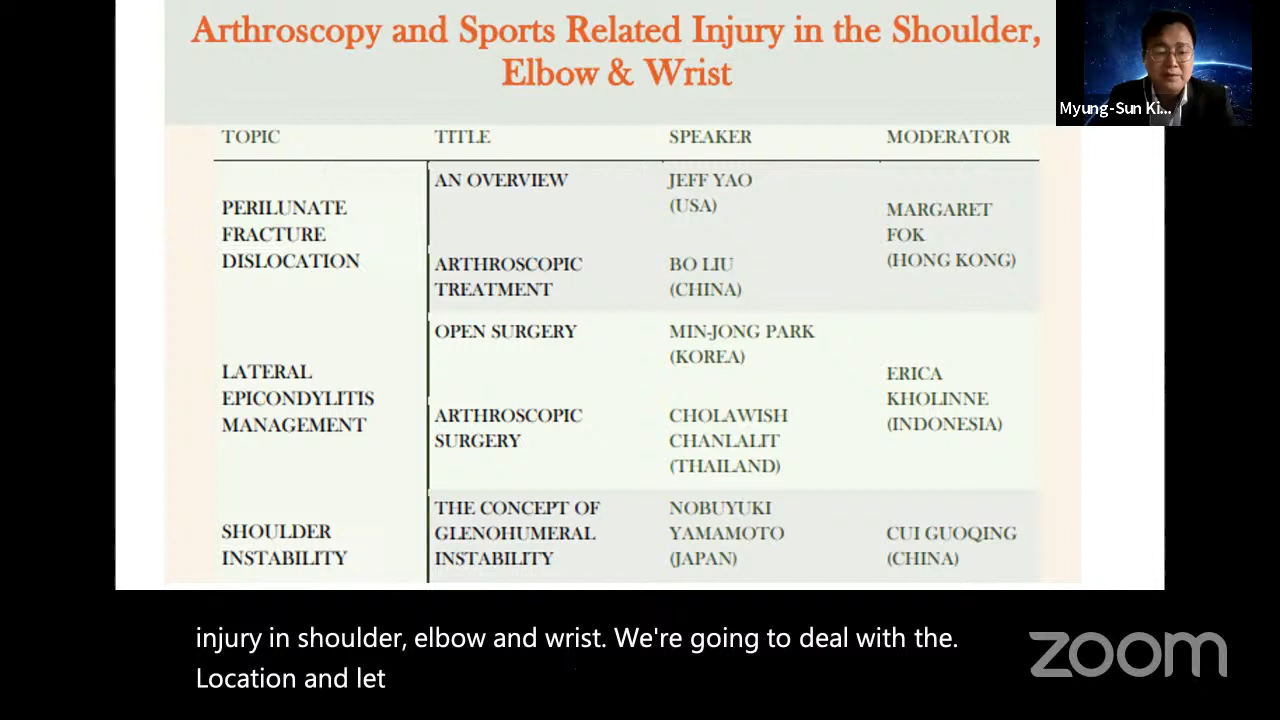 Arthroscopy and Sports Related Injury in the Shoulder,
Elbow & Wrist
Myung-Sun Ki...
TOPIC TITLE SPEAKER MODERATOR
PERILUNATE
FRACTURE
DISLOCATION
AN OVERVIEW
JEFF YAO
(USA)
MARGARET
FOK
(HONG KONG)
ARTHROSCOPIC
TREATMENT
BO LIU
(CHINA)
LATERAL
EPICONDYLITIS
MANAGEMENT
OPEN SURGERY
MIN-JONG PARK
(KOREA)
ERICA
KHOLINNE
(INDONESIA)
ARTHROSCOPIC
SURGERY
CHOLAWISH
CHANLALIT
(THAILAND)
SHOULDER
INSTABILITY
THE CONCEPT OF
GLENOHUMERAL
INSTABILITY
NOBUYUKI
YAMAMOTO
(JAPAN)
CUI GUOQING
(CHINA)
injury in shoulder, elbow and wrist. We're going to deal with the.
Location and let
zoom